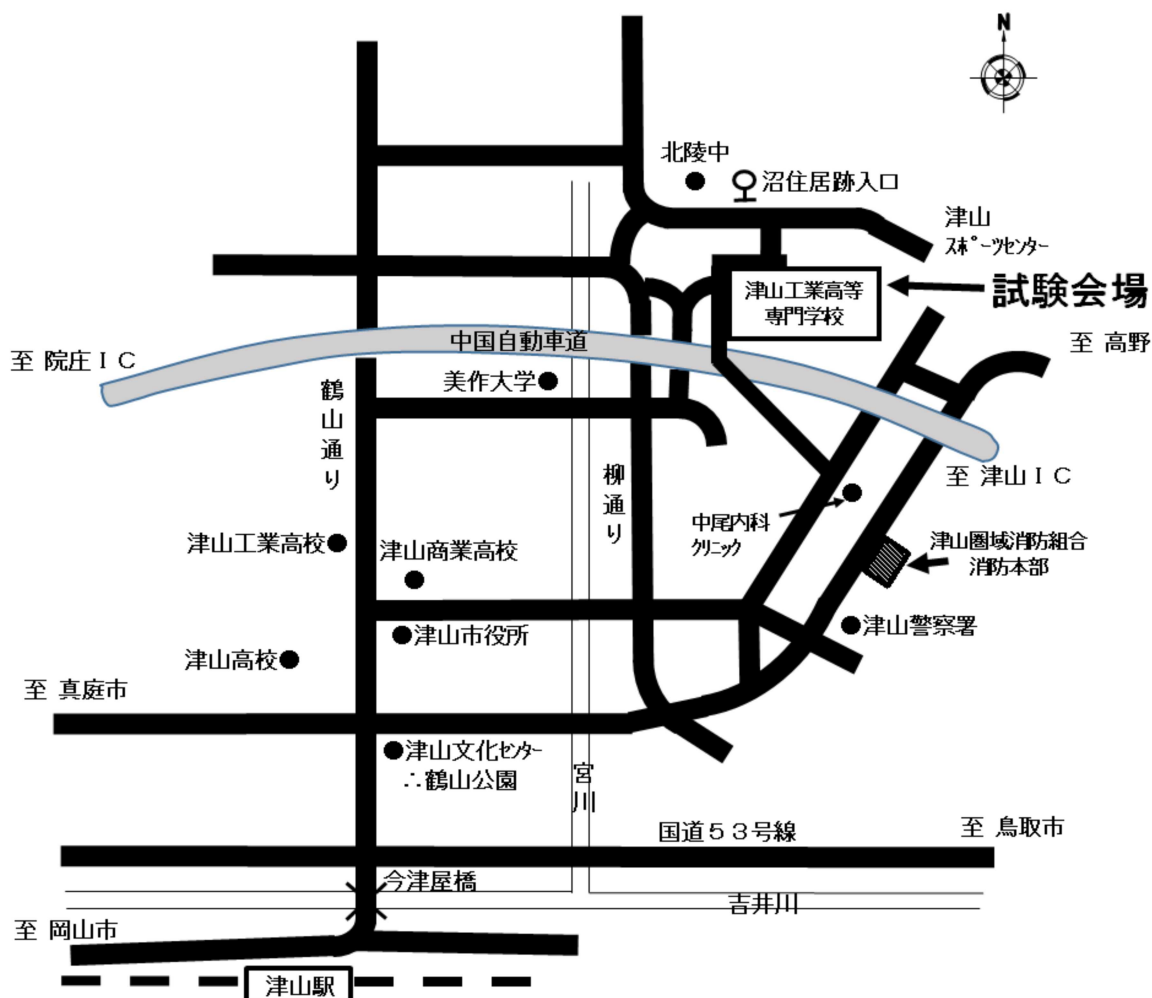 N
北陵中
沼住居跡入口
津山
スポーツセンター
津山工業高等
専門学校
試験会場
至 高野
中国自動車道
至 院庄ＩＣ
美作大学
鶴山通り
柳通り
至 津山ＩＣ
中尾内科
クリニック
津山圏域消防組合
消防本部
津山工業高校
津山商業高校
津山市役所
津山警察署
津山高校
至 真庭市
津山文化センター
∴鶴山公園
宮川
国道５３号線
至 鳥取市
今津屋橋
吉井川
至 岡山市
津山駅